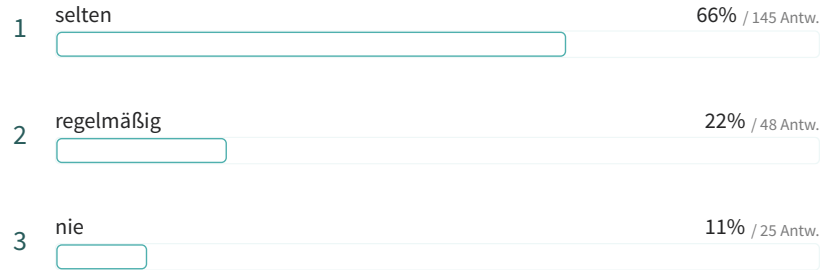 1 selten 66% / 145 Antw.
2 regelmäßig 22% / 48 Antw.
3 nie 11% / 25 Antw.